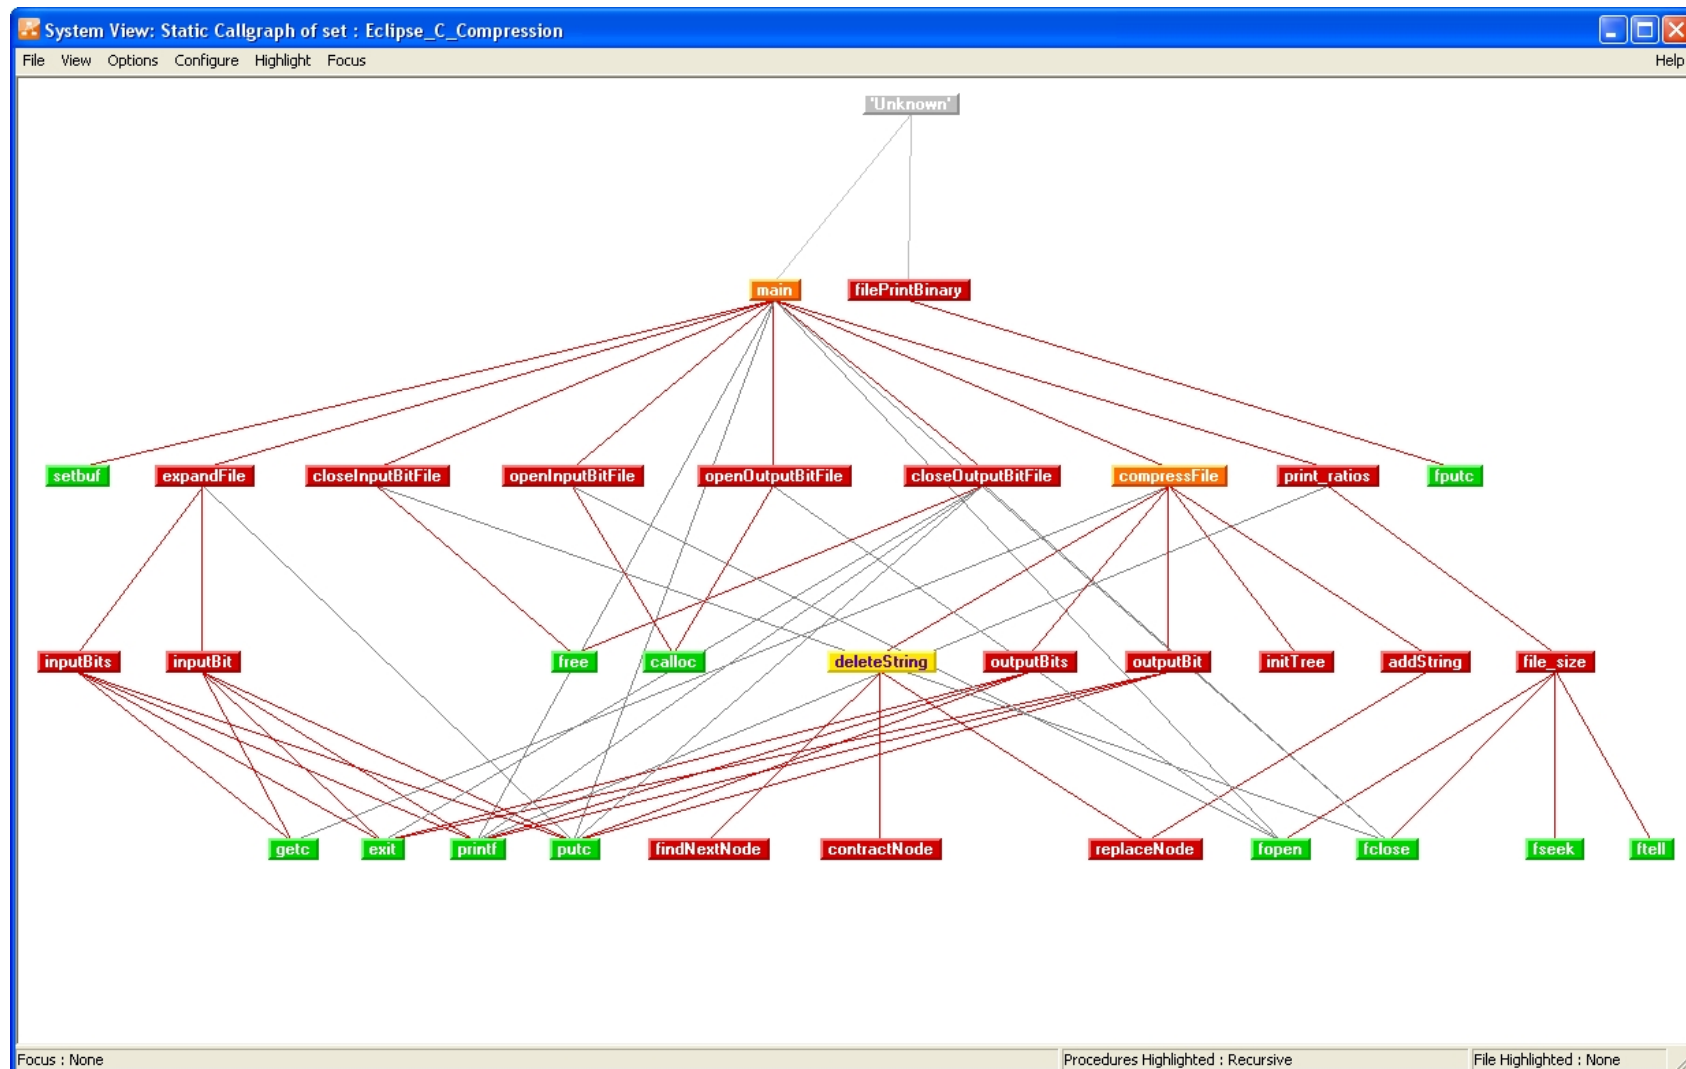 System View: Static Callgraph of set : Eclipse_C_Compression
File View Options Configure Highlight Focus Help
'Unknown'
main filePrintBinary
setbuf expandFile closeInputBitFile openInputBitFile openOutputBitFile closeOutputBitFile compressFile print_ratios fputc
inputBits inputBit free calloc deleteString outputBits outputBit initTree addString file_size
getc exit printf putc findNextNode contractNode replaceNode fopen fclose fseek ftell
Focus : None Procedures Highlighted : Recursive File Highlighted : None